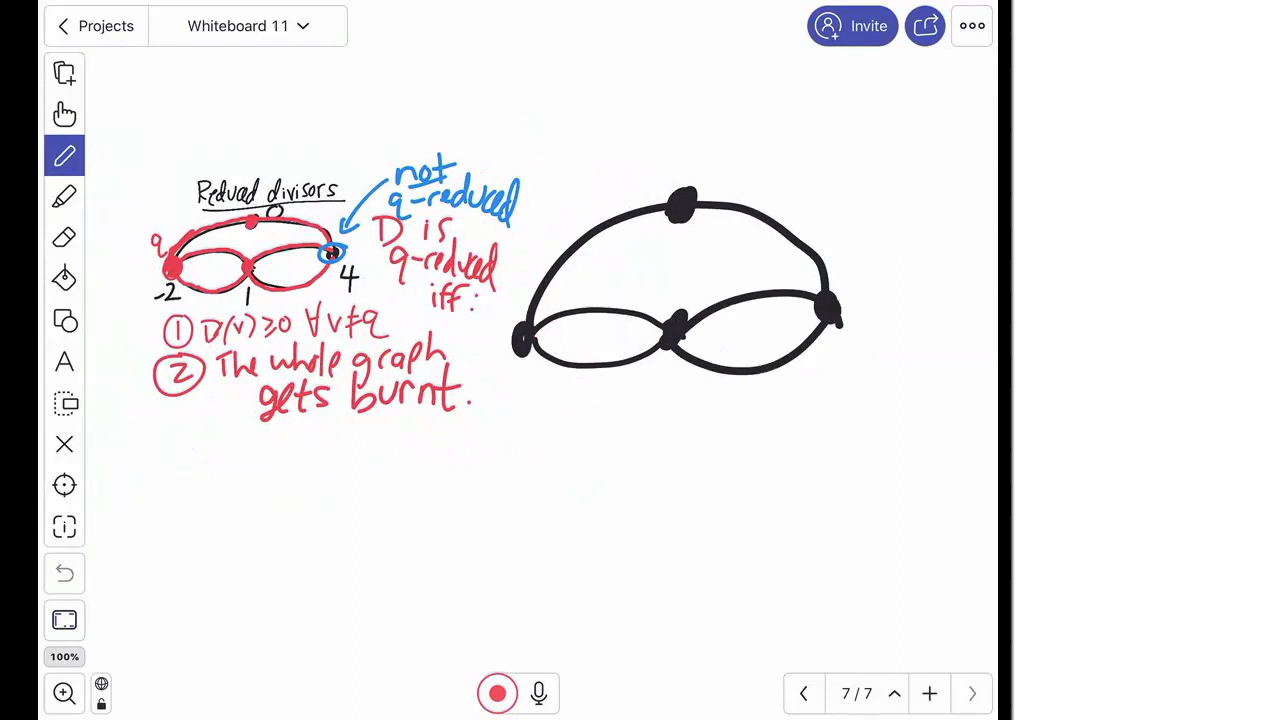 Projects
Whiteboard 11
Invite
Reduced divisors
not
q-reduced
0
q
-2
1
4
D is
q-reduced
iff:
① D(v)≥0 ∀v≠q
② The whole graph
gets burnt.
A
100%
7/7